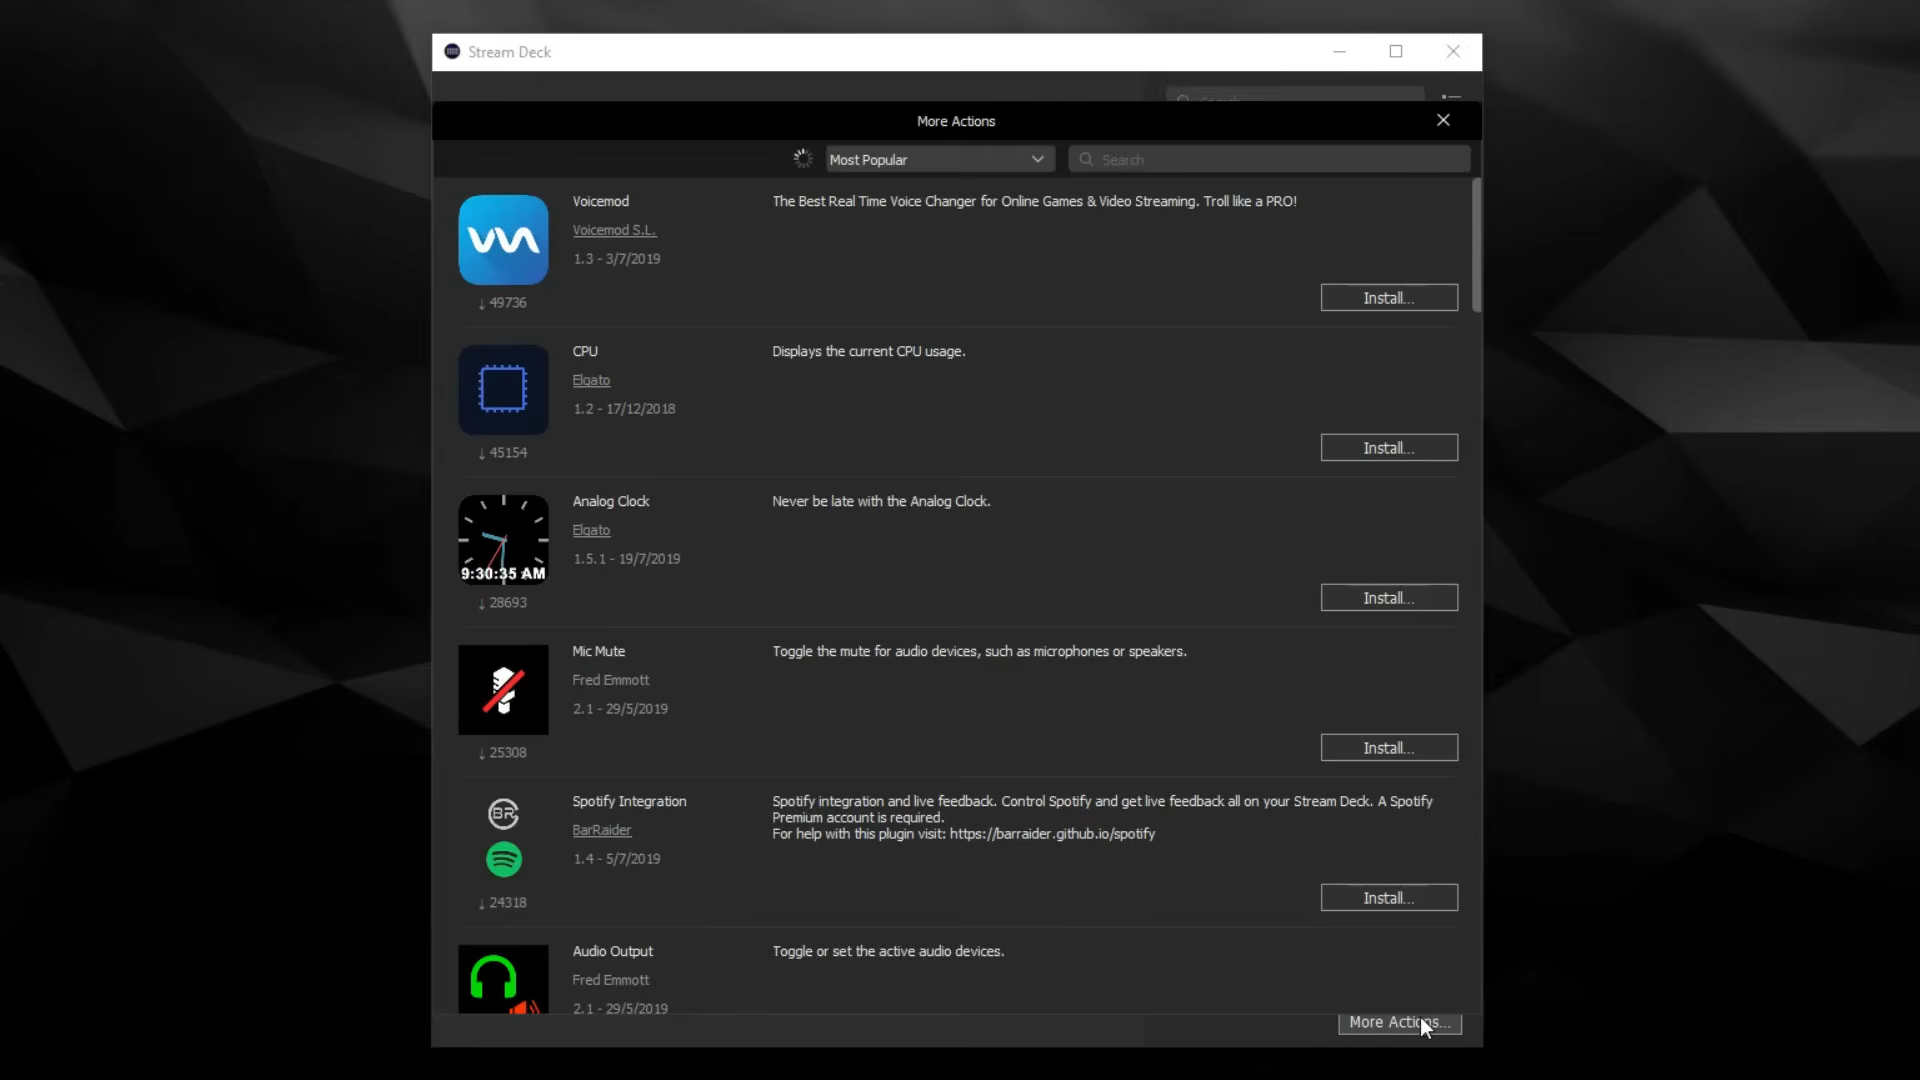 Stream Deck
Search
More Actions
Most Popular
Search
Voicemod
The Best Real Time Voice Changer for Online Games & Video Streaming. Troll like a PRO!
Voicemod S.L.
1.3 - 3/7/2019
↓ 49736
Install...
CPU
Displays the current CPU usage.
Elgato
1.2 - 17/12/2018
↓ 45154
Install...
Analog Clock
Never be late with the Analog Clock.
Elgato
1.5.1 - 19/7/2019
9:30:35 AM
↓ 28693
Install...
Mic Mute
Toggle the mute for audio devices, such as microphones or speakers.
Fred Emmott
2.1 - 29/5/2019
↓ 25308
Install...
BR
Spotify Integration
Spotify integration and live feedback. Control Spotify and get live feedback all on your Stream Deck. A Spotify
Premium account is required.
For help with this plugin visit: https://barraider.github.io/spotify
BarRaider
1.4 - 5/7/2019
↓ 24318
Install...
Audio Output
Toggle or set the active audio devices.
Fred Emmott
2.1 - 29/5/2019
More Actions...